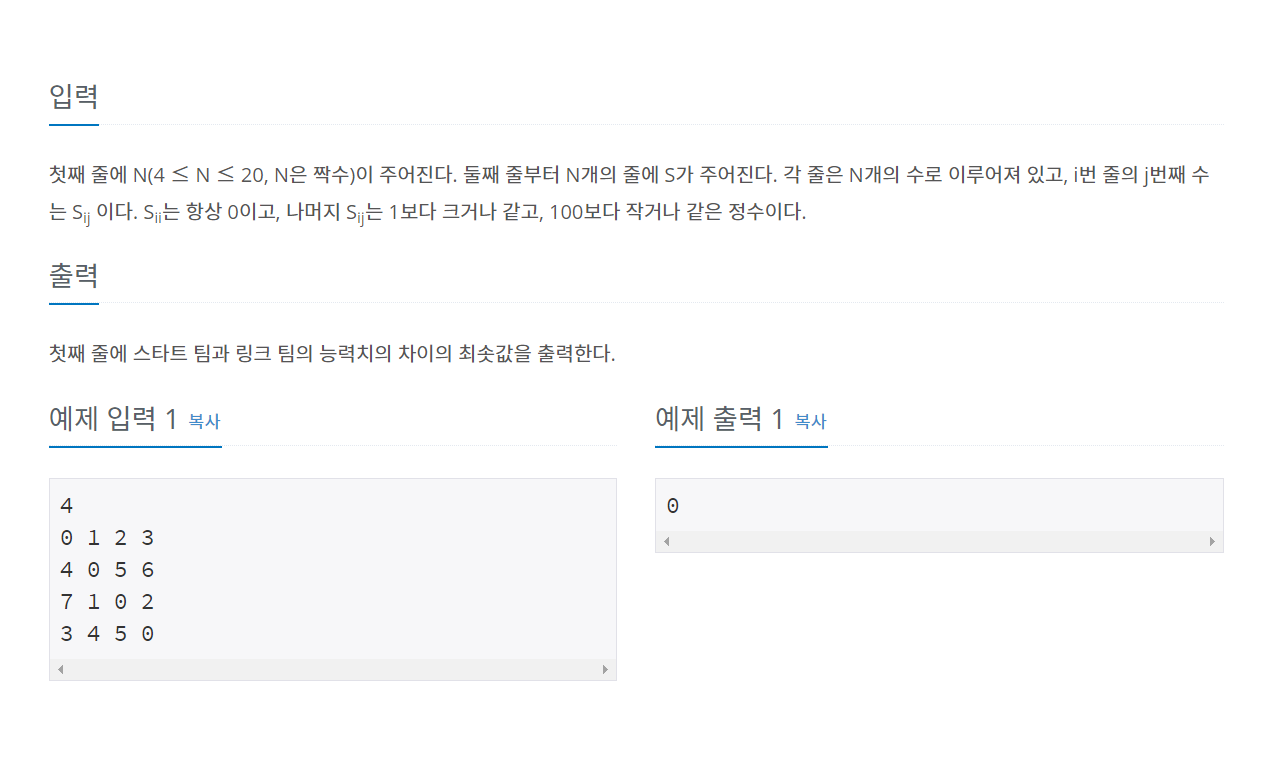 입력
첫째 줄에 N(4 ≤ N ≤ 20, N은 짝수)이 주어진다. 둘째 줄부터 N개의 줄에 S가 주어진다. 각 줄은 N개의 수로 이루어져 있고, i번 줄의 j번째 수
는 Sij 이다. Sii는 항상 0이고, 나머지 Sij는 1보다 크거나 같고, 100보다 작거나 같은 정수이다.
출력
첫째 줄에 스타트 팀과 링크 팀의 능력치의 차이의 최솟값을 출력한다.
예제 입력 1 복사
4
0 1 2 3
4 0 5 6
7 1 0 2
3 4 5 0
예제 출력 1 복사
0